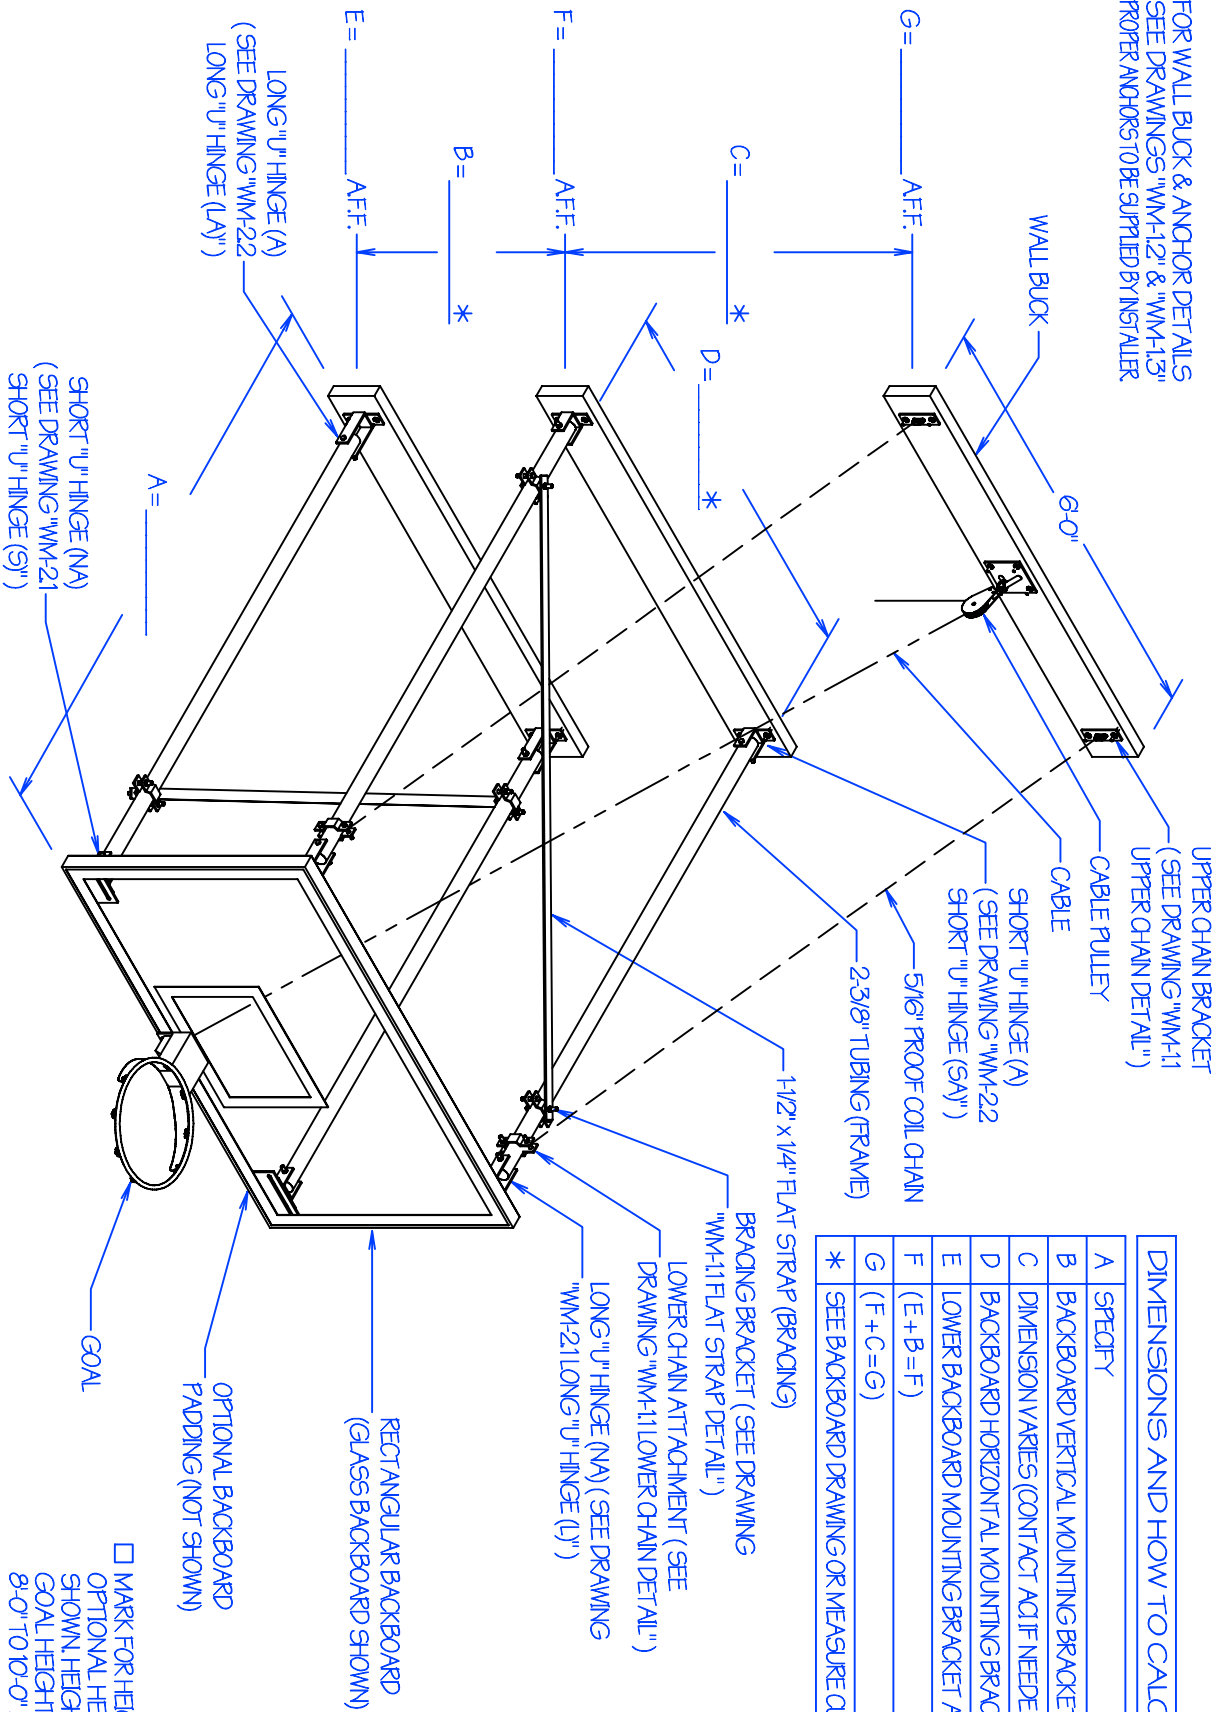 FOR WALL BUCK & ANCHOR DETAILS
SEE DRAWINGS "WM-1.2" & "WM-1.3"
PROPER ANCHORS TO BE SUPPLIED BY INSTALLER.
WALL BUCK
6'-0"
UPPER CHAIN BRACKET
( SEE DRAWING "WM-1.1
UPPER CHAIN DETAIL" )
CABLE PULLEY
CABLE
SHORT "U" HINGE (A)
( SEE DRAWING "WM-2.2
SHORT "U" HINGE (SA)" )
5/16" PROOF COIL CHAIN
2-3/8" TUBING (FRAME)
1-1/2" x 1/4" FLAT STRAP (BRACING)
BRACING BRACKET ( SEE DRAWING
"WM-1.1 FLAT STRAP DETAIL" )
LOWER CHAIN ATTACHMENT ( SEE
DRAWING "WM-1.1 LOWER CHAIN DETAIL" )
LONG "U" HINGE (NA) ( SEE DRAWING
"WM-2.1 LONG "U" HINGE (L)" )
RECTANGULAR BACKBOARD
(GLASS BACKBOARD SHOWN)
OPTIONAL BACKBOARD
PADDING (NOT SHOWN)
GOAL
G= A.F.F.
C= *
D= *
F= A.F.F.
B= *
E= A.F.F.
LONG "U" HINGE (A)
( SEE DRAWING "WM-2.2
LONG "U" HINGE (LA)" )
A=
SHORT "U" HINGE (NA)
( SEE DRAWING "WM-2.1
SHORT "U" HINGE (S)" )
DIMENSIONS AND HOW TO CALC
A SPECIFY
B BACKBOARD VERTICAL MOUNTING BRACKE
C DIMENSION VARIES (CONTACT ACI IF NEEDE
D BACKBOARD HORIZONTAL MOUNTING BRAC
E LOWER BACKBOARD MOUNTING BRACKET A
F (E + B = F)
G (F + C = G)
* SEE BACKBOARD DRAWING OR MEASURE CU
MARK FOR HEI
OPTIONAL HE
SHOWN. HEIGH
GOAL HEIGHT
8'-0" TO 10'-0"